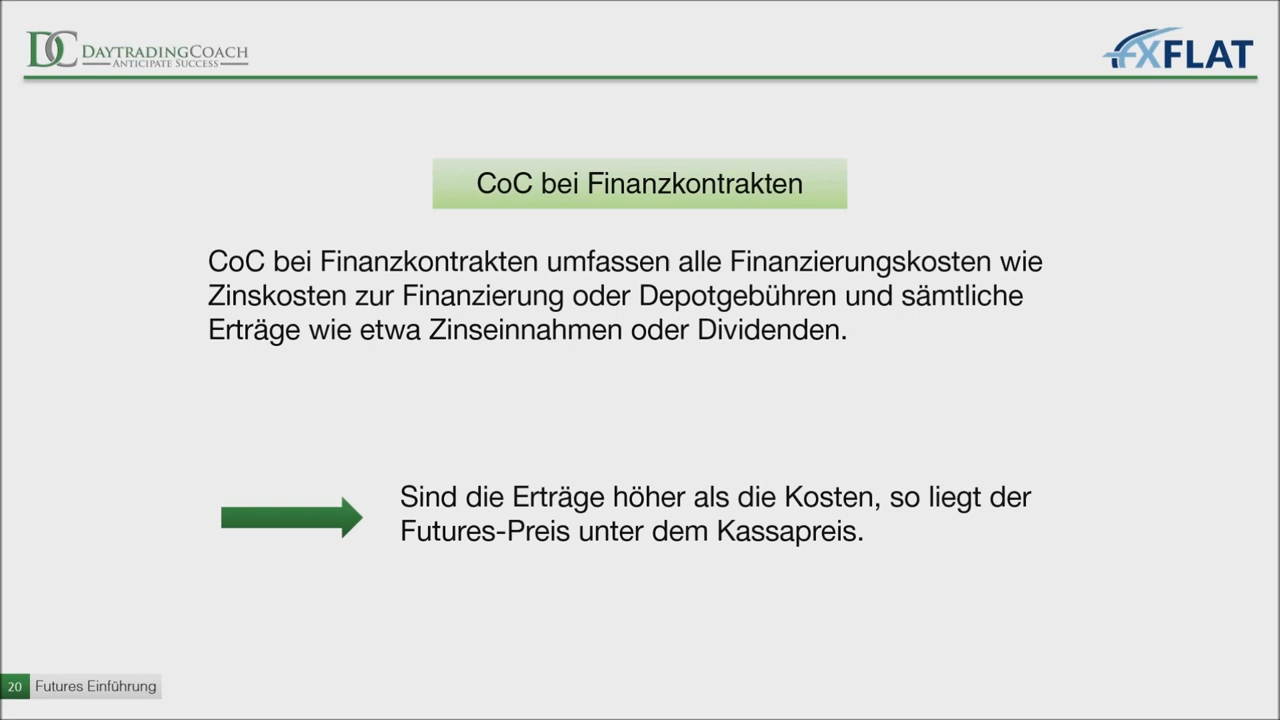 DC DAYTRADINGCOACH
ANTICIPATE SUCCESS
FXFLAT
CoC bei Finanzkontrakten
CoC bei Finanzkontrakten umfassen alle Finanzierungskosten wie
Zinskosten zur Finanzierung oder Depotgebühren und sämtliche
Erträge wie etwa Zinseinnahmen oder Dividenden.
Sind die Erträge höher als die Kosten, so liegt der
Futures-Preis unter dem Kassapreis.
20 Futures Einführung